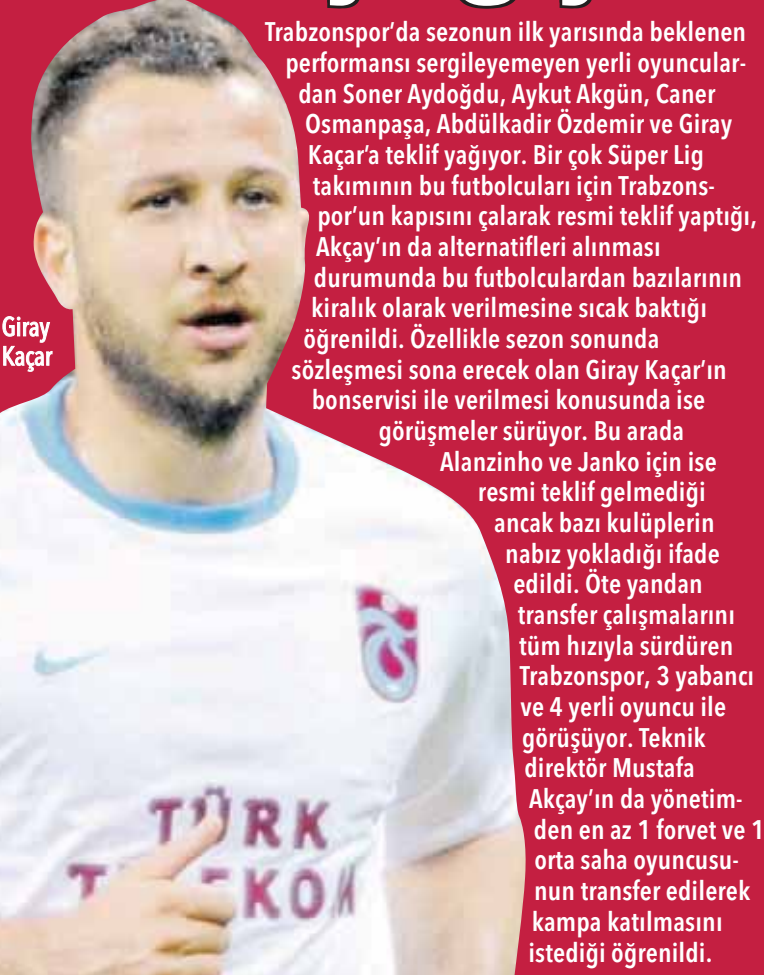 Trabzonspor’da sezonun ilk yarısında beklenen
performansı sergileyemeyen yerli oyuncular-
dan Soner Aydoğdu, Aykut Akgün, Caner
Osmanpaşa, Abdülkadir Özdemir ve Giray
Kaçar’a teklif yağıyor. Bir çok Süper Lig
takımının bu futbolcuları için Trabzons-
por’un kapısını çalarak resmi teklif yaptığı,
Akçay’ın da alternatifleri alınması
durumunda bu futbolculardan bazılarının
kiralık olarak verilmesine sıcak baktığı
öğrenildi. Özellikle sezon sonunda
sözleşmesi sona erecek olan Giray Kaçar’ın
bonservisi ile verilmesi konusunda ise
görüşmeler sürüyor. Bu arada
Alanzinho ve Janko için ise
resmi teklif gelmediği
ancak bazı kulüplerin
nabız yokladığı ifade
edildi. Öte yandan
transfer çalışmalarını
tüm hızıyla sürdüren
Trabzonspor, 3 yabancı
ve 4 yerli oyuncu ile
görüşüyor. Teknik
direktör Mustafa
Akçay’ın da yönetim-
den en az 1 forvet ve 1
orta saha oyuncusu-
nun transfer edilerek
kampa katılmasını
istediği öğrenildi.
Giray
Kaçar
TÜRK